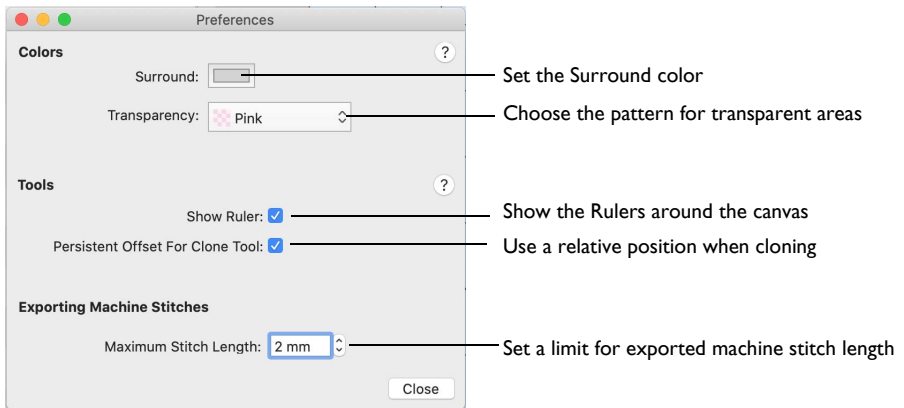 Preferences
Colors
?
Surround:
Set the Surround color
Transparency:
Pink
Choose the pattern for transparent areas
Tools
?
Show Ruler:
Show the Rulers around the canvas
Persistent Offset For Clone Tool:
Use a relative position when cloning
Exporting Machine Stitches
Maximum Stitch Length:
2 mm
Set a limit for exported machine stitch length
Close